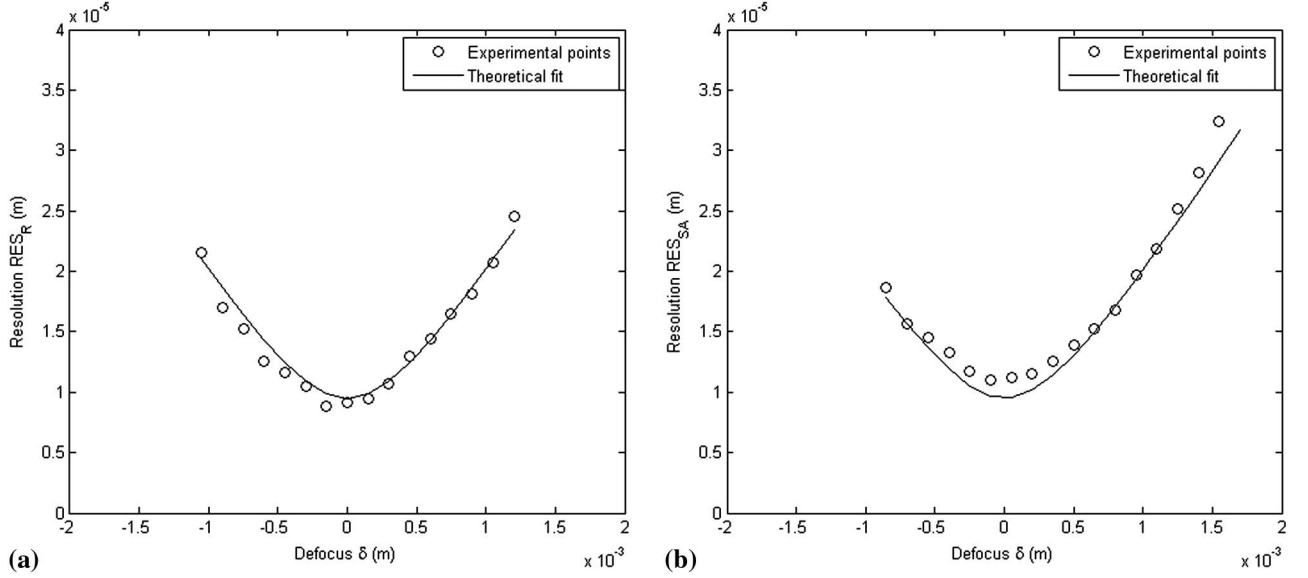 x 10⁻⁵
4
3.5
3
2.5
2
1.5
1
0.5
0
Resolution RES_R (m)
Experimental points
Theoretical fit
-2 -1.5 -1 -0.5 0 0.5 1 1.5 2
Defocus δ (m)
x 10⁻³
(a)
x 10⁻⁵
4
3.5
3
2.5
2
1.5
1
0.5
0
Resolution RES_SA (m)
Experimental points
Theoretical fit
-2 -1.5 -1 -0.5 0 0.5 1 1.5 2
Defocus δ (m)
x 10⁻³
(b)